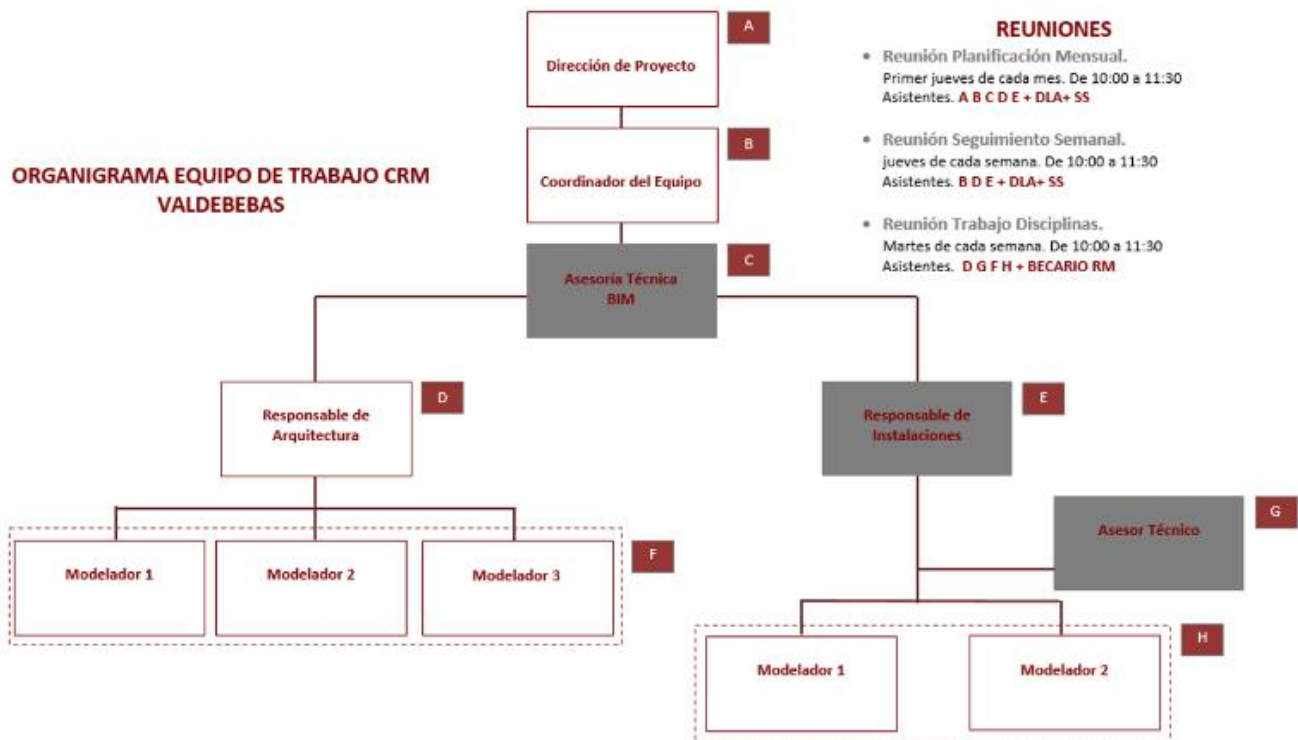 A
REUNIONES
Dirección de Proyecto
• Reunión Planificación Mensual.
Primer jueves de cada mes. De 10:00 a 11:30
Asistentes. A B C D E + DLA+ SS
B
Coordinador del Equipo
• Reunión Seguimiento Semanal.
jueves de cada semana. De 10:00 a 11:30
Asistentes. B D E + DLA+ SS
ORGANIGRAMA EQUIPO DE TRABAJO CRM
VALDEBEBAS
• Reunión Trabajo Disciplinas.
Martes de cada semana. De 10:00 a 11:30
Asistentes. D G F H + BECARIO RM
C
Asesoría Técnica
BIM
D
Responsable de
Arquitectura
E
Responsable de
Instalaciones
F
Modelador 1
Modelador 2
Modelador 3
G
Asesor Técnico
H
Modelador 1
Modelador 2